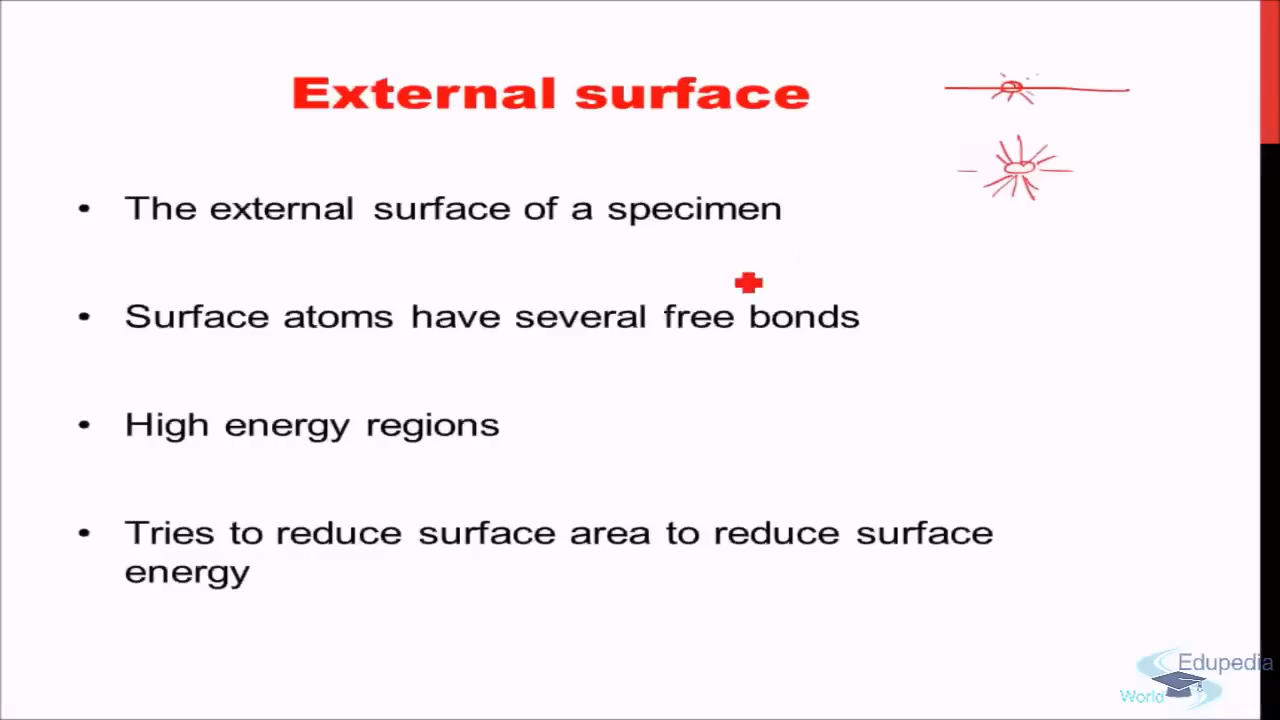 External surface
• The external surface of a specimen
• Surface atoms have several free bonds
• High energy regions
• Tries to reduce surface area to reduce surface
energy
Edupedia
World